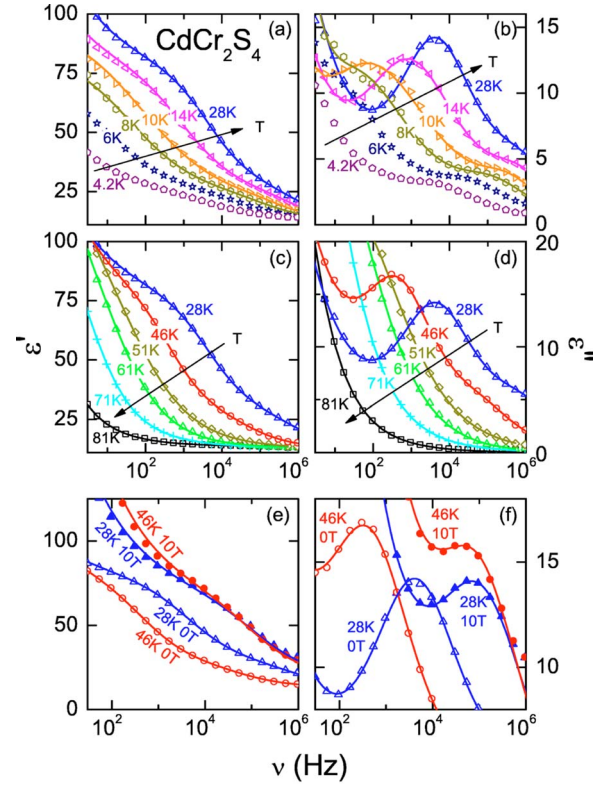 100 (a) (b) 15
CdCr2S4
T
75
28K
14K
10K
8K
6K
4.2K
50
25
T
28K
14K
10K
8K
6K
4.2K
10
5
0
100 (c) (d) 20
75
50
25
28K
46K
51K
61K
71K
81K
T
28K
46K
51K
61K
71K
81K
T
15
10
5
0
ε' ε"
10² 10⁴ 10⁶ 10² 10⁴ 10⁶
100
50
0
(e)
46K 10T
28K 10T
28K 0T
46K 0T
(f)
46K
0T
46K
10T
28K
0T
28K
10T
15
10
10² 10⁴ 10⁶ 10² 10⁴ 10⁶
ν (Hz)